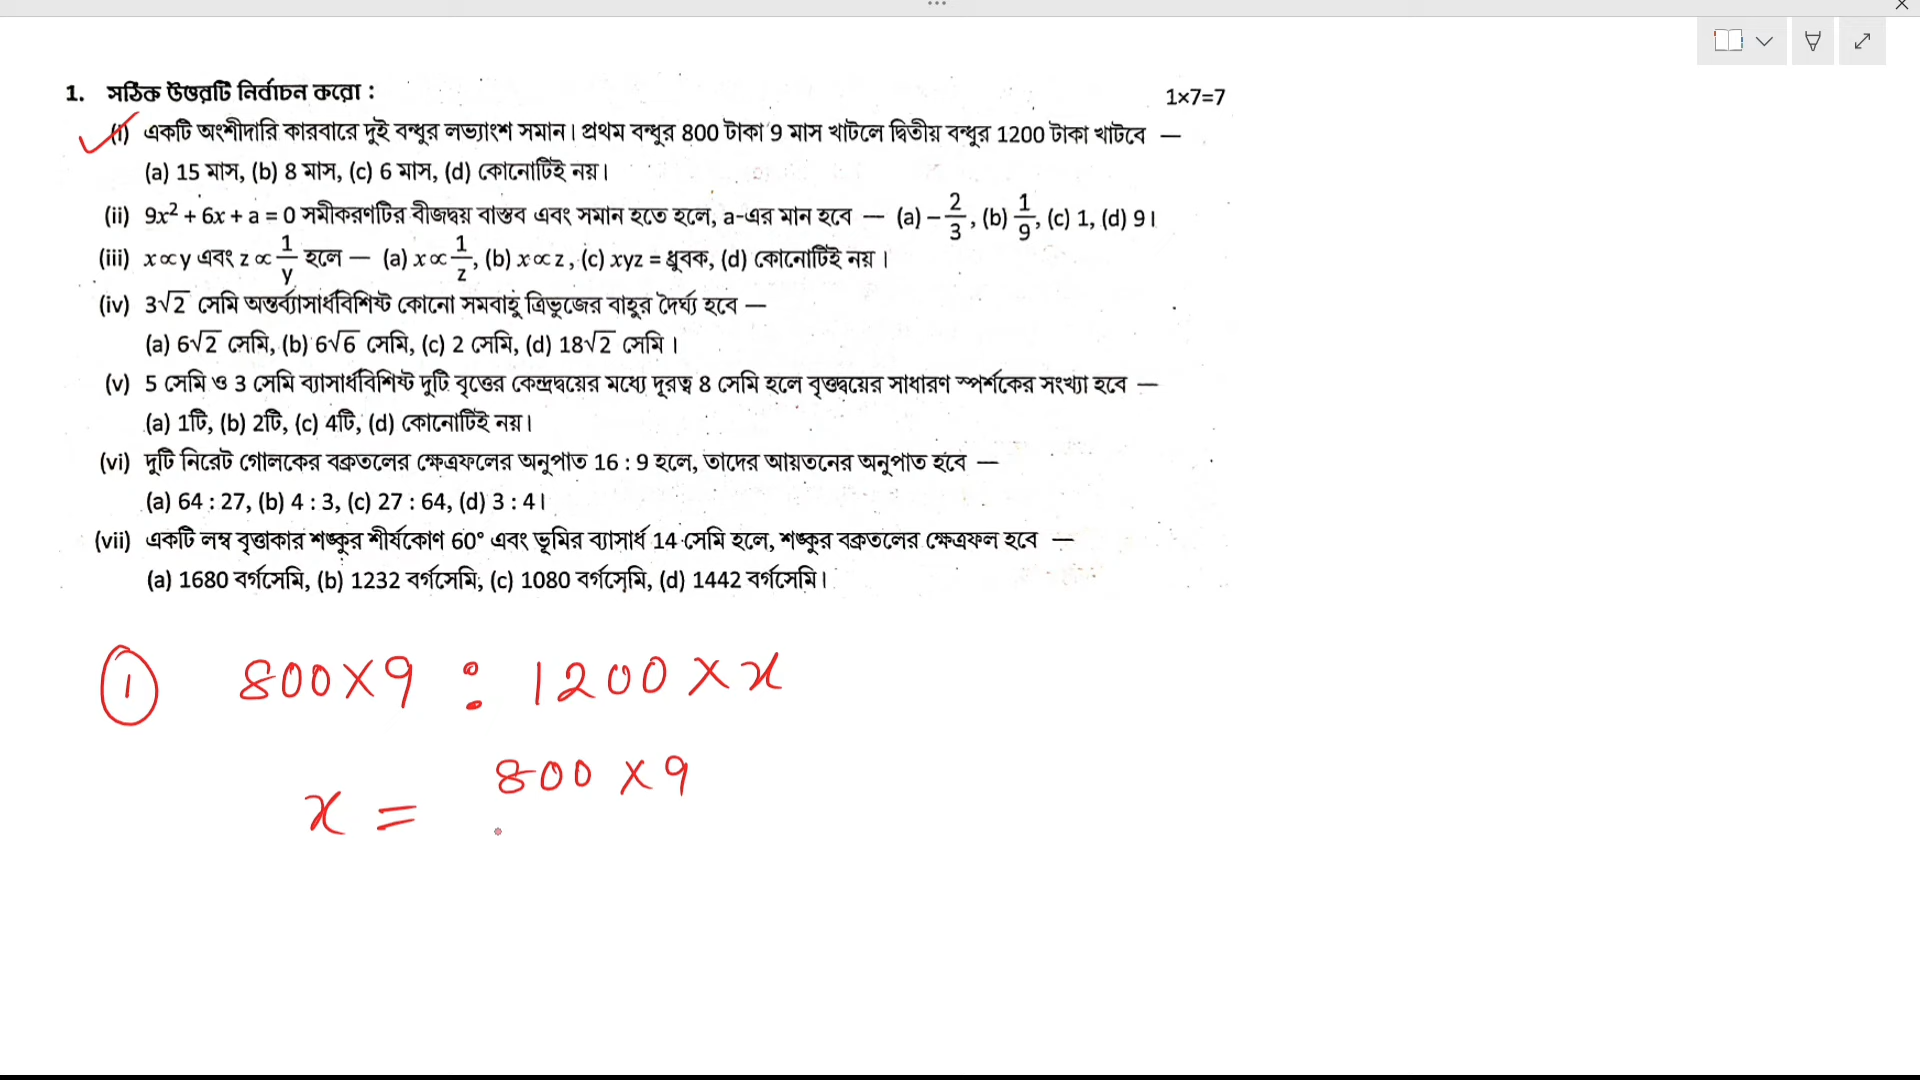 1. সঠিক উত্তরটি নির্বাচন করো : 1×7=7
(i) একটি অংশীদারি কারবারে দুই বন্ধুর লভ্যাংশ সমান। প্রথম বন্ধুর 800 টাকা 9 মাস খাটলে দ্বিতীয় বন্ধুর 1200 টাকা খাটবে —
(a) 15 মাস, (b) 8 মাস, (c) 6 মাস, (d) কোনোটিই নয়।
(ii) 9x² + 6x + a = 0 সমীকরণটির বীজদ্বয় বাস্তব এবং সমান হতে হলে, a-এর মান হবে — (a) –2/3, (b) 1/9, (c) 1, (d) 9।
(iii) x∝y এবং z∝1/y হলে — (a) x∝1/z, (b) x∝z, (c) xyz = ধ্রুবক, (d) কোনোটিই নয়।
(iv) 3√2 সেমি অন্তর্ব্যাসার্ধবিশিষ্ট কোনো সমবাহু ত্রিভুজের বাহুর দৈর্ঘ্য হবে —
(a) 6√2 সেমি, (b) 6√6 সেমি, (c) 2 সেমি, (d) 18√2 সেমি।
(v) 5 সেমি ও 3 সেমি ব্যাসার্ধবিশিষ্ট দুটি বৃত্তের কেন্দ্রদ্বয়ের মধ্যে দূরত্ব 8 সেমি হলে বৃত্তদ্বয়ের সাধারণ স্পর্শকের সংখ্যা হবে —
(a) 1টি, (b) 2টি, (c) 4টি, (d) কোনোটিই নয়।
(vi) দুটি নিরেট গোলকের বক্রতলের ক্ষেত্রফলের অনুপাত 16 : 9 হলে, তাদের আয়তনের অনুপাত হবে —
(a) 64 : 27, (b) 4 : 3, (c) 27 : 64, (d) 3 : 4।
(vii) একটি লম্ব বৃত্তাকার শঙ্কুর শীর্ষকোণ 60° এবং ভূমির ব্যাসার্ধ 14 সেমি হলে, শঙ্কুর বক্রতলের ক্ষেত্রফল হবে —
(a) 1680 বর্গসেমি, (b) 1232 বর্গসেমি, (c) 1080 বর্গসেমি, (d) 1442 বর্গসেমি।
① 800×9 : 1200×x
800×9
x =